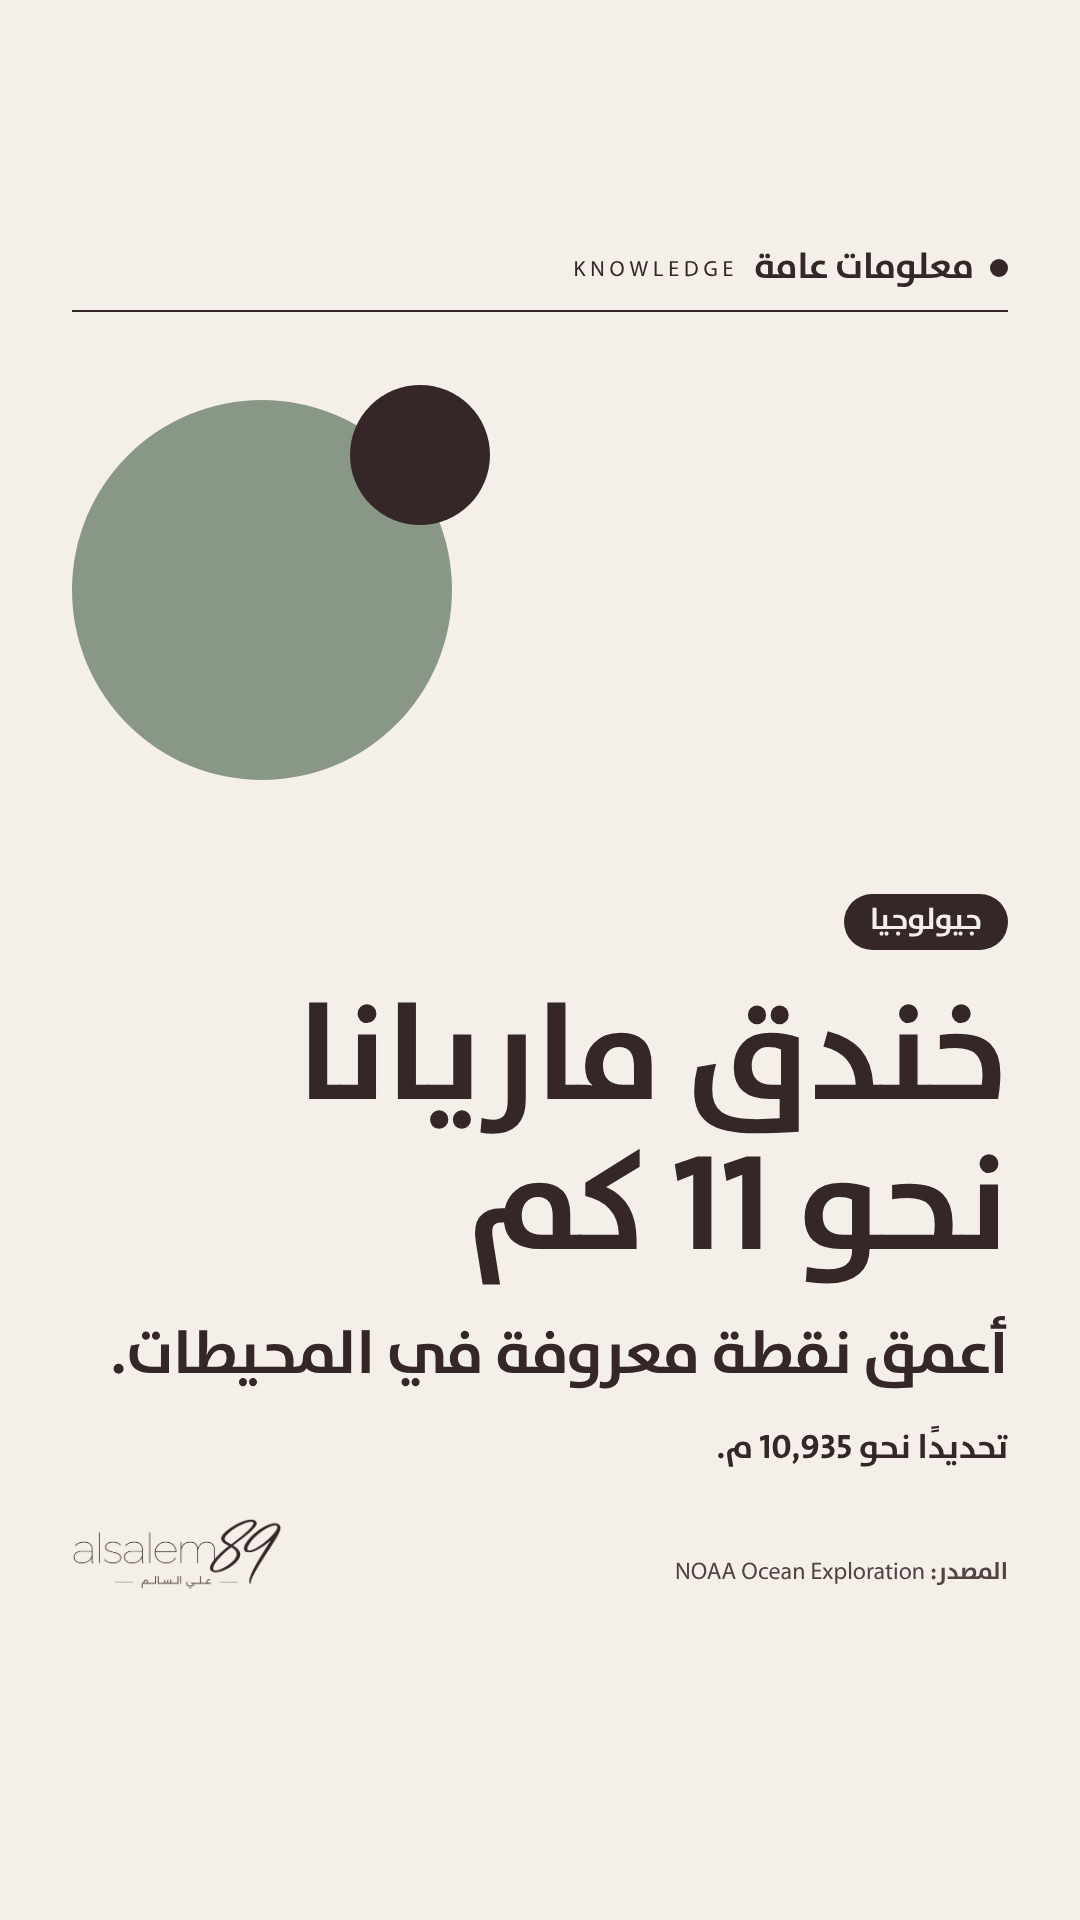 معلومات عامة KNOWLEDGE
جيولوجيا
خندق ماريانا
نحو 11 كم
أعمق نقطة معروفة في المحيطات.
تحديدًا نحو 10,935 م.
المصدر: NOAA Ocean Exploration
alsalem89
علي السالم